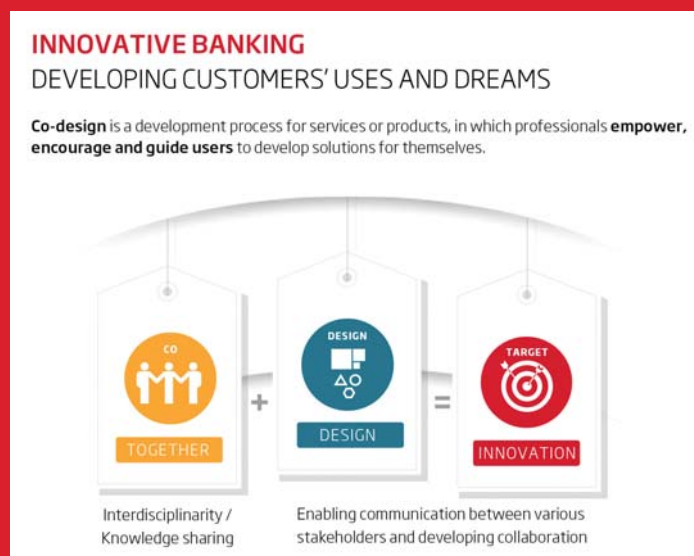 INNOVATIVE BANKING
DEVELOPING CUSTOMERS' USES AND DREAMS
Co-design is a development process for services or products, in which professionals empower,
encourage and guide users to develop solutions for themselves.
CO
TOGETHER
+
DESIGN
DESIGN
=
TARGET
INNOVATION
Interdisciplinarity /
Knowledge sharing
Enabling communication between various
stakeholders and developing collaboration